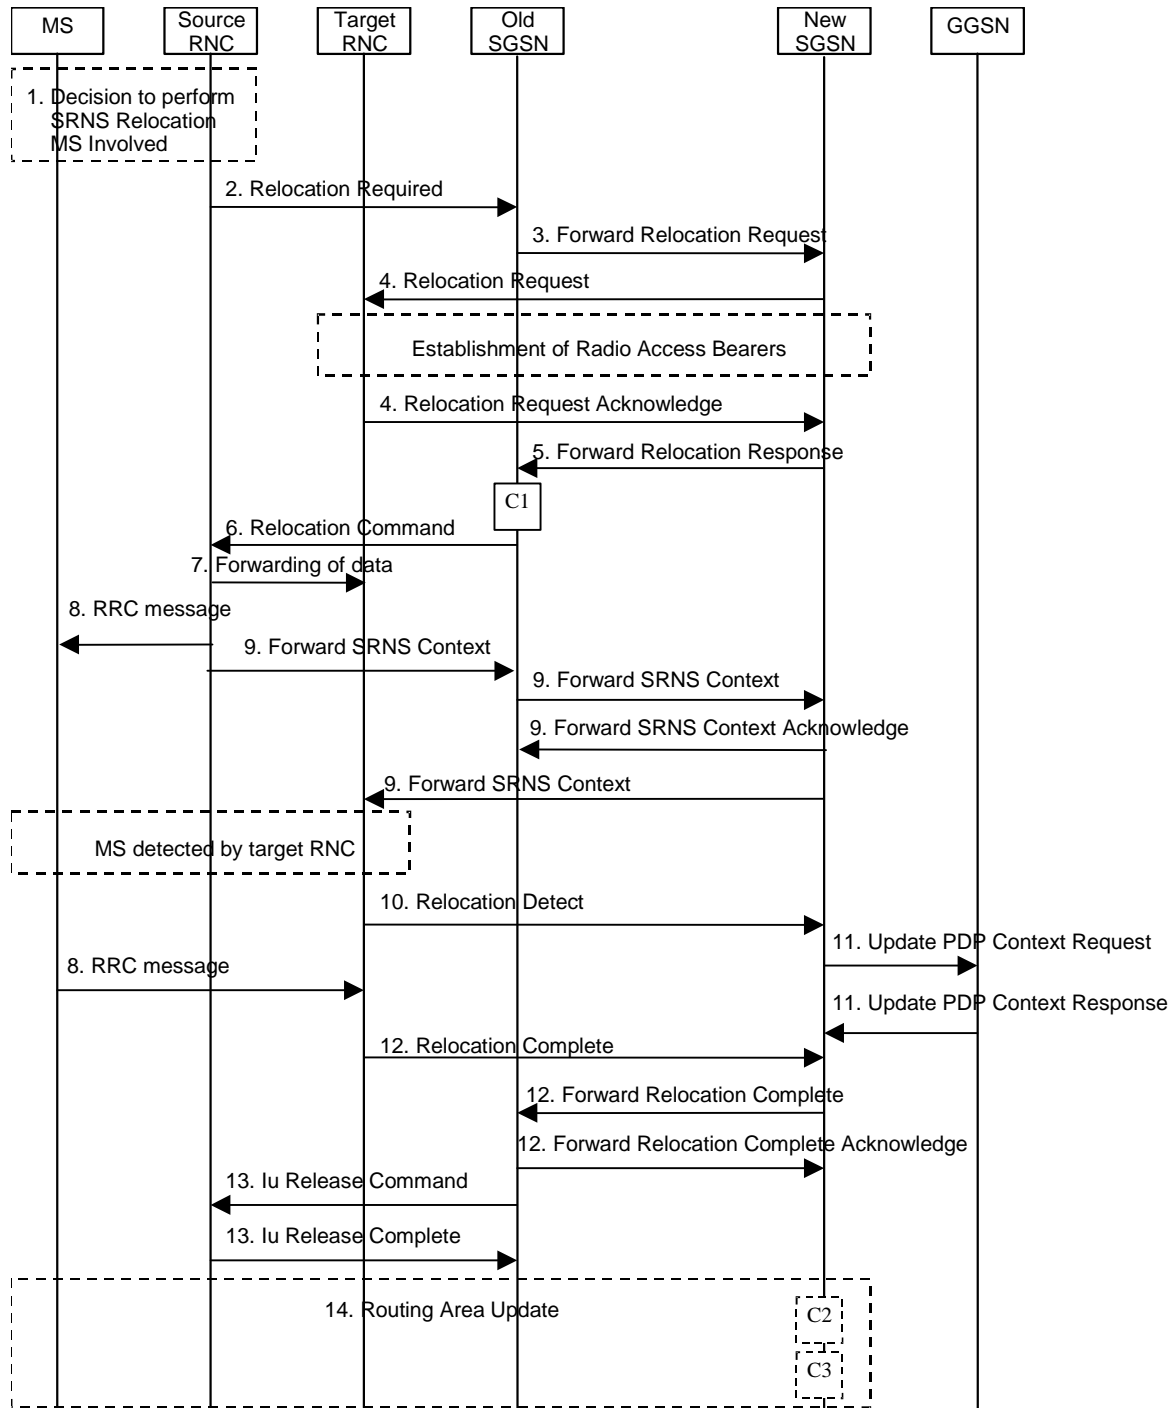 MS
Source
RNC
Target
RNC
Old
SGSN
New
SGSN
GGSN
1. Decision to perform
SRNS Relocation
MS Involved
2. Relocation Required
3. Forward Relocation Request
4. Relocation Request
Establishment of Radio Access Bearers
4. Relocation Request Acknowledge
5. Forward Relocation Response
C1
6. Relocation Command
7. Forwarding of data
8. RRC message
9. Forward SRNS Context
9. Forward SRNS Context
9. Forward SRNS Context Acknowledge
9. Forward SRNS Context
MS detected by target RNC
10. Relocation Detect
11. Update PDP Context Request
8. RRC message
11. Update PDP Context Response
12. Relocation Complete
12. Forward Relocation Complete
12. Forward Relocation Complete Acknowledge
13. Iu Release Command
13. Iu Release Complete
14. Routing Area Update
C2
C3